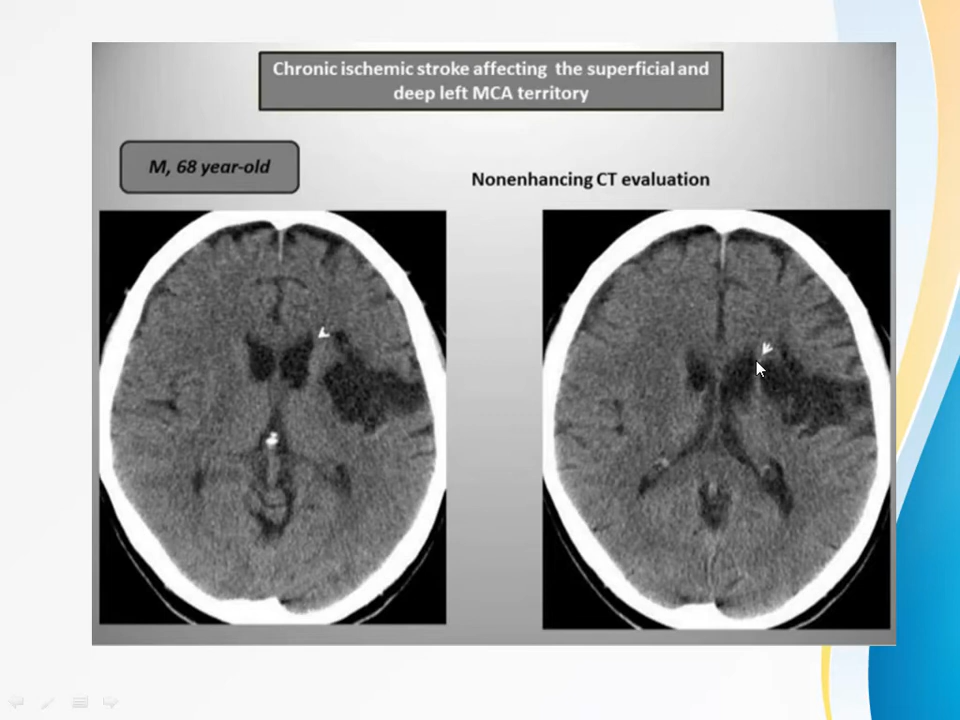 Chronic ischemic stroke affecting the superficial and
deep left MCA territory
M, 68 year-old
Nonenhancing CT evaluation